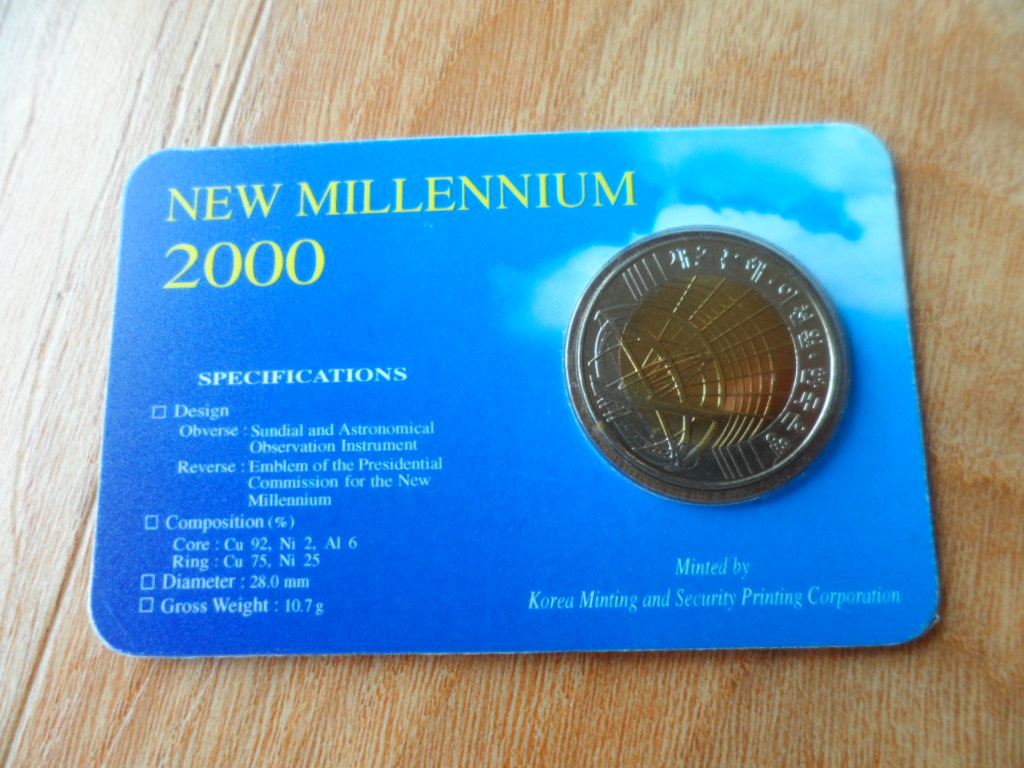 NEW MILLENNIUM
2000
SPECIFICATIONS
□ Design
Obverse : Sundial and Astronomical
Observation Instrument
Reverse : Emblem of the Presidential
Commission for the New
Millennium
□ Composition (%)
Core : Cu 92, Ni 2, Al 6
Ring : Cu 75, Ni 25
□ Diameter : 28.0 mm
□ Gross Weight : 10.7 g
Minted by
Korea Minting and Security Printing Corporation